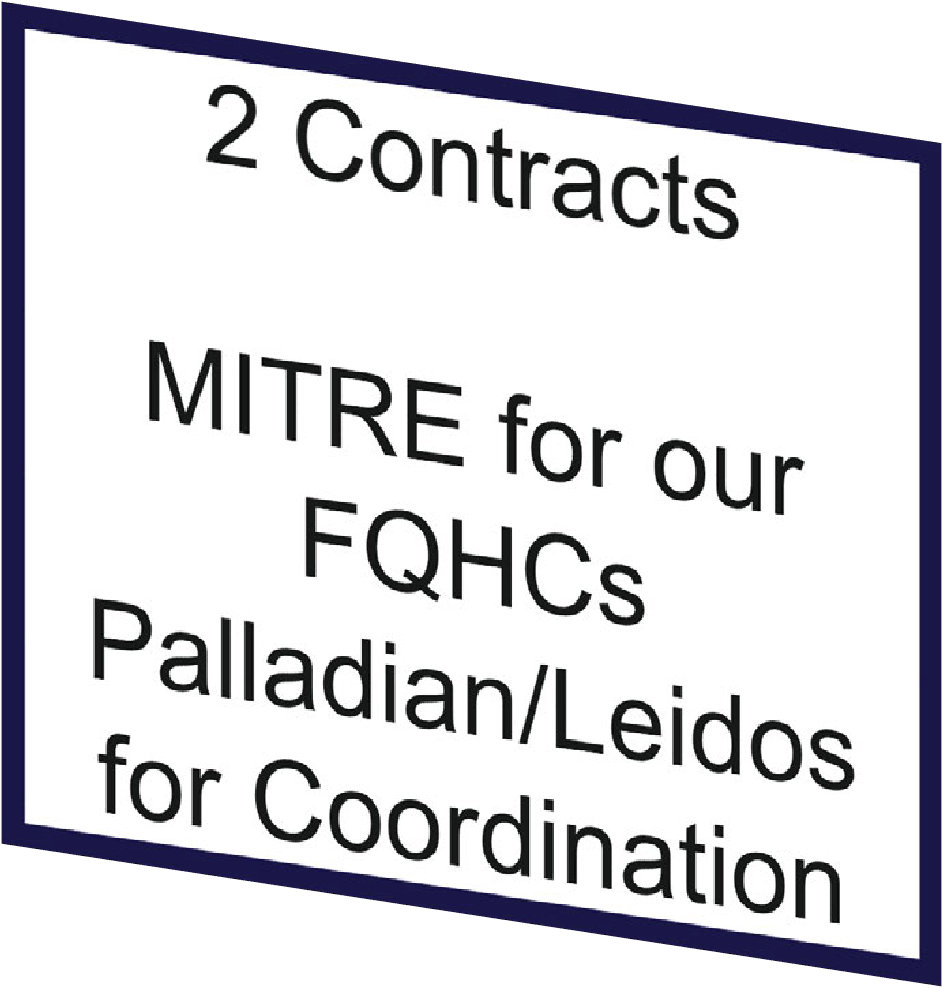 2 Contracts
MITRE for our
FQHCs
Palladian/Leidos
for Coordination